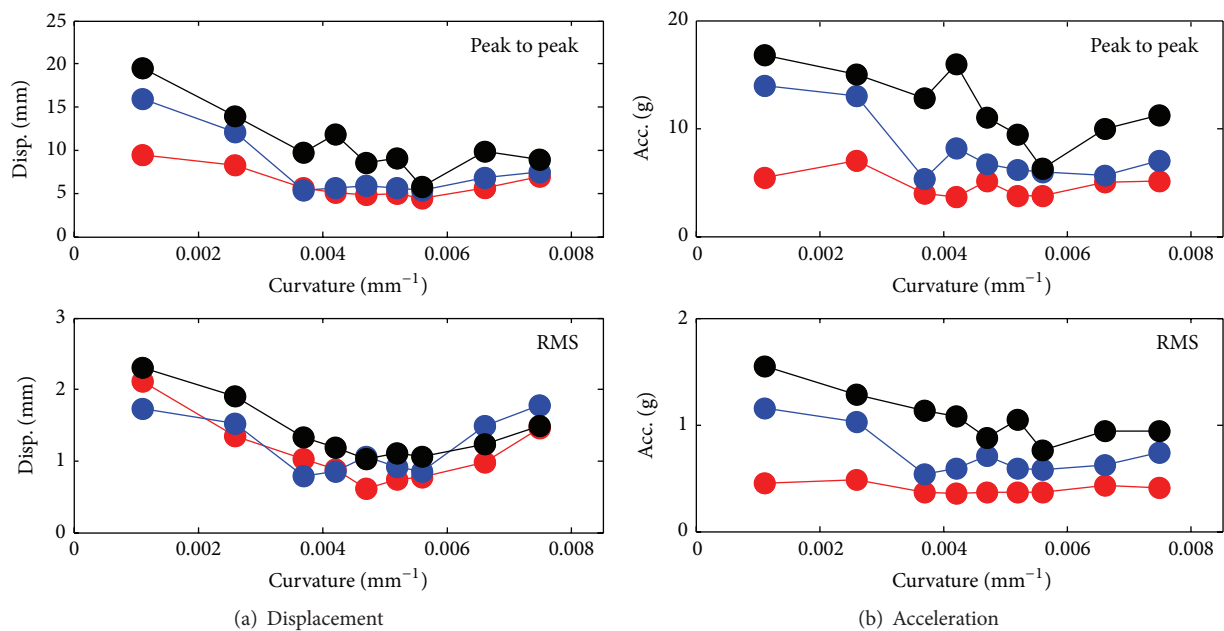 25
20
15
10
5
0
Disp. (mm)
Peak to peak
0 0.002 0.004 0.006 0.008
Curvature (mm⁻¹)
3
2
1
0
Disp. (mm)
RMS
0 0.002 0.004 0.006 0.008
Curvature (mm⁻¹)
(a) Displacement
20
10
0
Acc. (g)
Peak to peak
0 0.002 0.004 0.006 0.008
Curvature (mm⁻¹)
2
1
0
Acc. (g)
RMS
0 0.002 0.004 0.006 0.008
Curvature (mm⁻¹)
(b) Acceleration